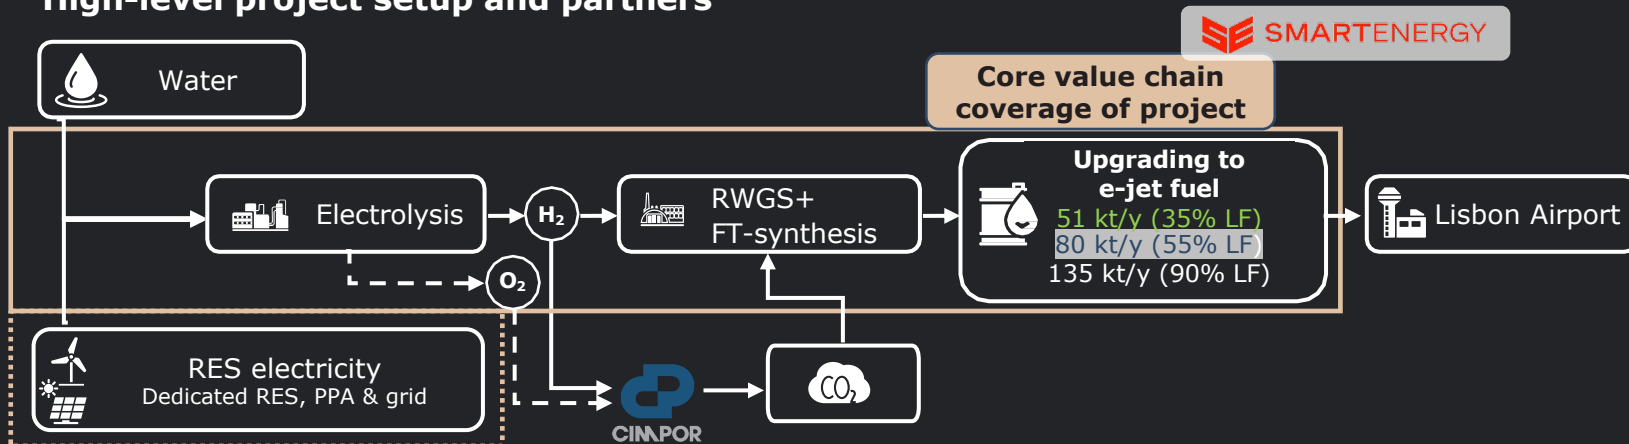 High-level project setup and partners
SMARTENERGY
Water
Core value chain
coverage of project
Electrolysis
H₂
RWGS+
FT-synthesis
Upgrading to
e-jet fuel
51 kt/y (35% LF)
80 kt/y (55% LF)
135 kt/y (90% LF)
Lisbon Airport
O₂
RES electricity
Dedicated RES, PPA & grid
CIMPOR
CO₂